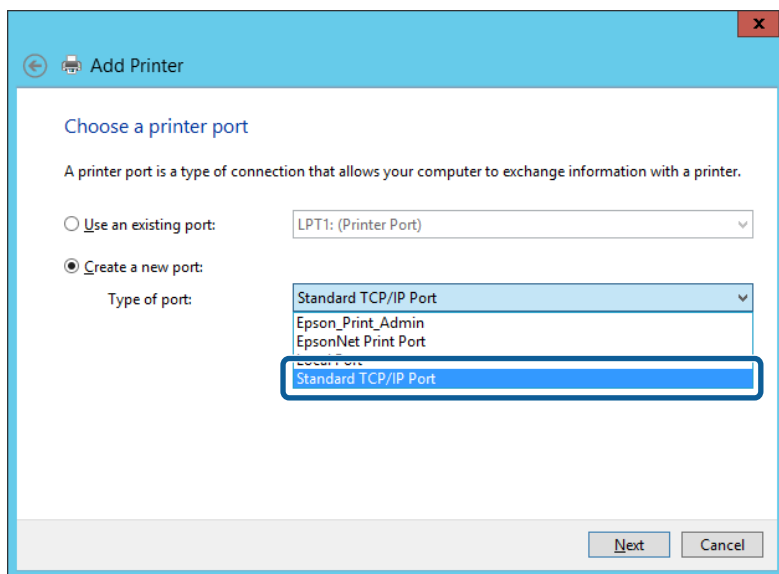 x
Add Printer
Choose a printer port
A printer port is a type of connection that allows your computer to exchange information with a printer.
Use an existing port: LPT1: (Printer Port)
Create a new port:
Type of port: Standard TCP/IP Port
Epson_Print_Admin
EpsonNet Print Port
Local Port
Standard TCP/IP Port
Next Cancel